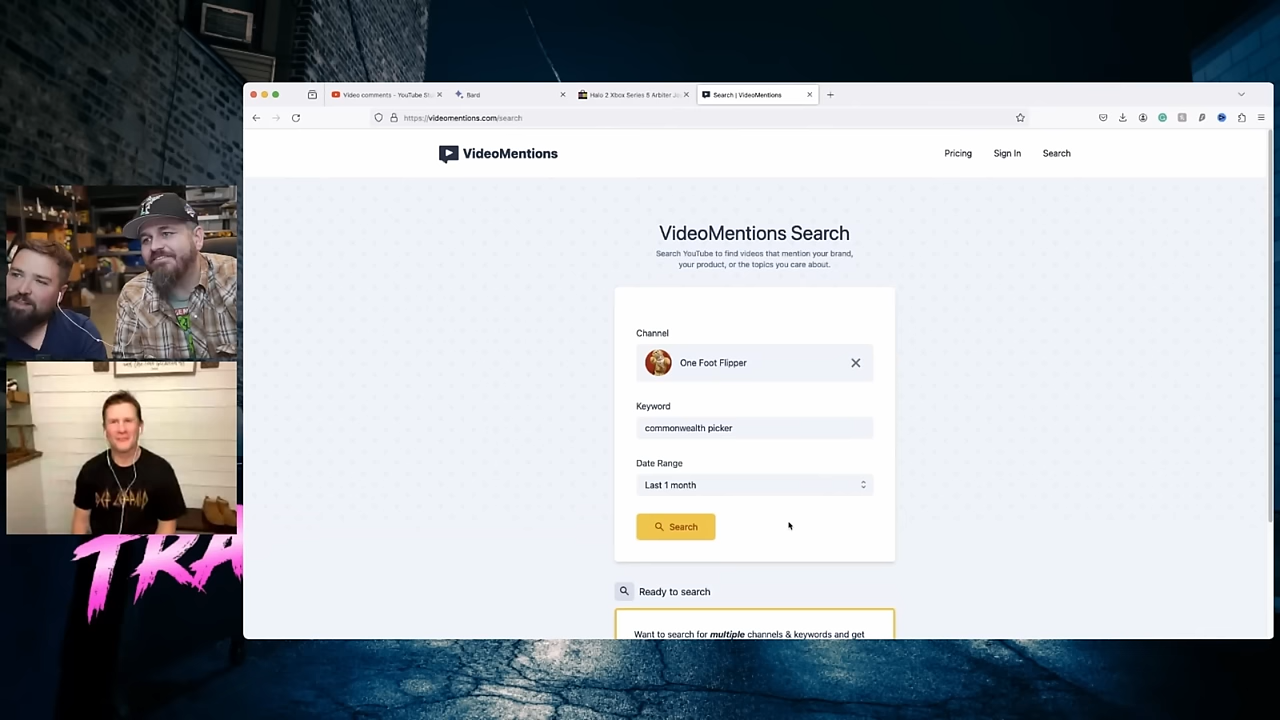 Video comments - YouTube Stu
Bard
Halo 2 Xbox Series S Arbiter Ja
Search | VideoMentions
https://videomentions.com/search
VideoMentions
Pricing
Sign In
Search
VideoMentions Search
Search YouTube to find videos that mention your brand,
your product, or the topics you care about.
Channel
One Foot Flipper
Keyword
commonwealth picker
Date Range
Last 1 month
Search
Ready to search
Want to search for multiple channels & keywords and get
DEF LEPPARD
TRA